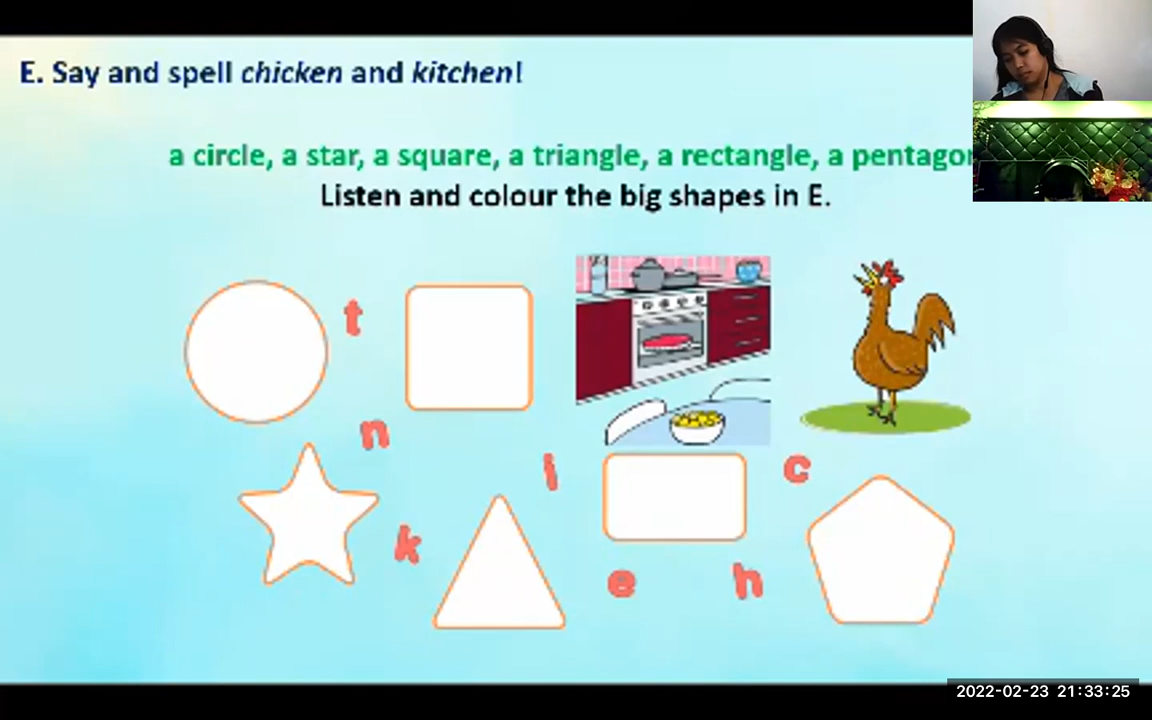 E. Say and spell chicken and kitchen!
a circle, a star, a square, a triangle, a rectangle, a pentagon
Listen and colour the big shapes in E.
t
n
i
c
k
e
h
2022-02-23 21:33:25